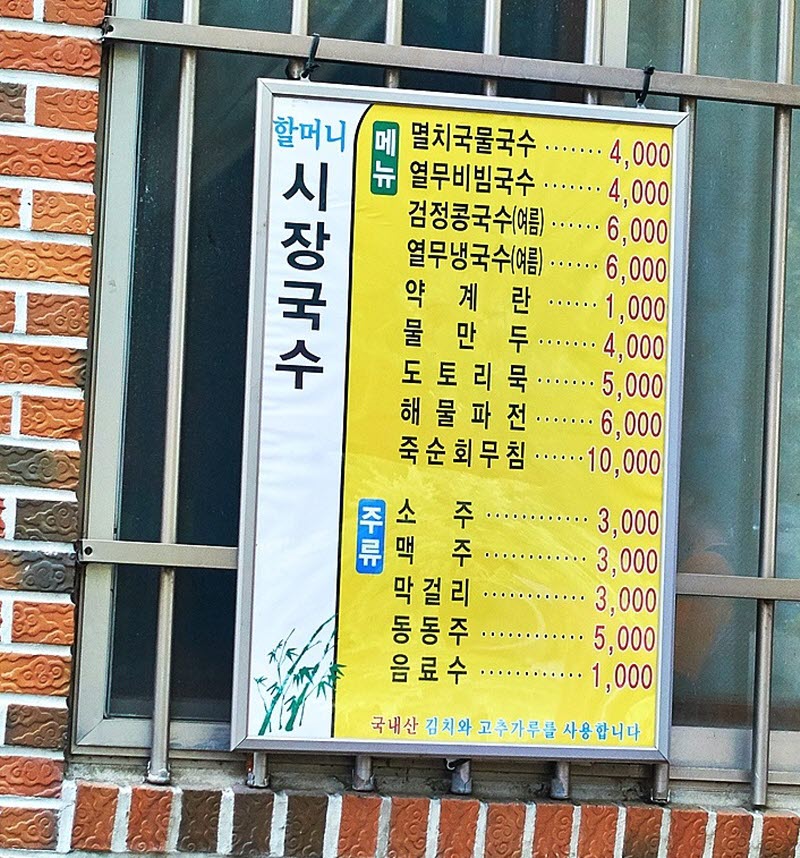 할머니
시장국수
메뉴
멸치국물국수 ······· 4,000
열무비빔국수 ······· 4,000
검정콩국수(여름) ······ 6,000
열무냉국수(여름) ······ 6,000
약 계 란 ······ 1,000
물 만 두 ······· 4,000
도 토 리 묵 ······· 5,000
해 물 파 전 ······· 6,000
죽순회무침 ······ 10,000
주류
소 주 ············ 3,000
맥 주 ············ 3,000
막걸리 ············ 3,000
동동주 ············ 5,000
음료수 ············ 1,000
국내산 김치와 고추가루를 사용합니다